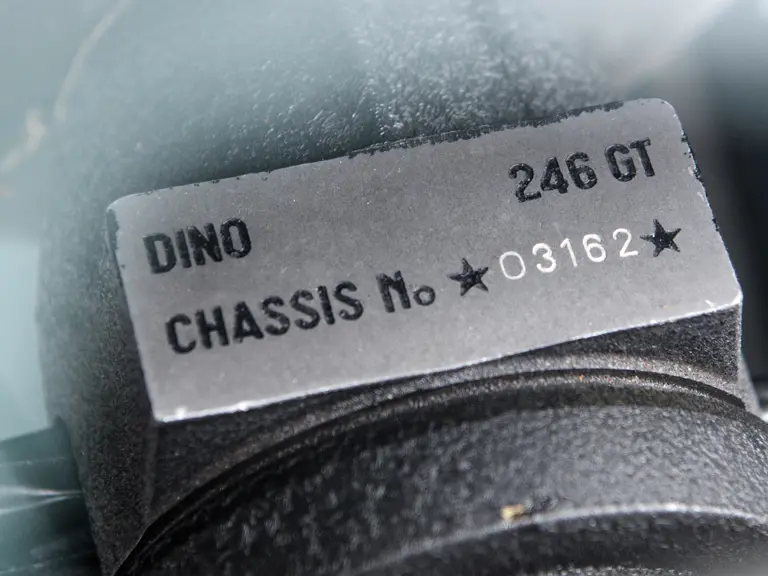 DINO 246 GT
CHASSIS No ★ 03162 ★